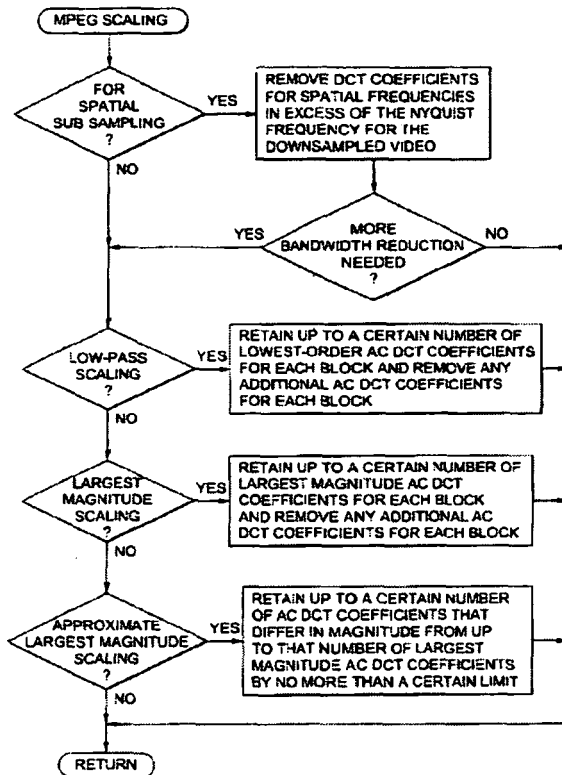 MPEG SCALING
FOR
SPATIAL
SUB SAMPLING
?
YES
REMOVE DCT COEFFICIENTS
FOR SPATIAL FREQUENCIES
IN EXCESS OF THE NYQUIST
FREQUENCY FOR THE
DOWNSAMPLED VIDEO
NO
MORE
BANDWIDTH REDUCTION
NEEDED
?
YES
NO
LOW-PASS
SCALING
?
YES
RETAIN UP TO A CERTAIN NUMBER OF
LOWEST-ORDER AC DCT COEFFICIENTS
FOR EACH BLOCK AND REMOVE ANY
ADDITIONAL AC DCT COEFFICIENTS
FOR EACH BLOCK
NO
LARGEST
MAGNITUDE
SCALING
?
YES
RETAIN UP TO A CERTAIN NUMBER OF
LARGEST MAGNITUDE AC DCT
COEFFICIENTS FOR EACH BLOCK
AND REMOVE ANY ADDITIONAL AC
DCT COEFFICIENTS FOR EACH BLOCK
NO
APPROXIMATE
LARGEST MAGNITUDE
SCALING
?
YES
RETAIN UP TO A CERTAIN NUMBER
OF AC DCT COEFFICIENTS THAT
DIFFER IN MAGNITUDE FROM UP
TO THAT NUMBER OF LARGEST
MAGNITUDE AC DCT COEFFICIENTS
BY NO MORE THAN A CERTAIN LIMIT
NO
RETURN